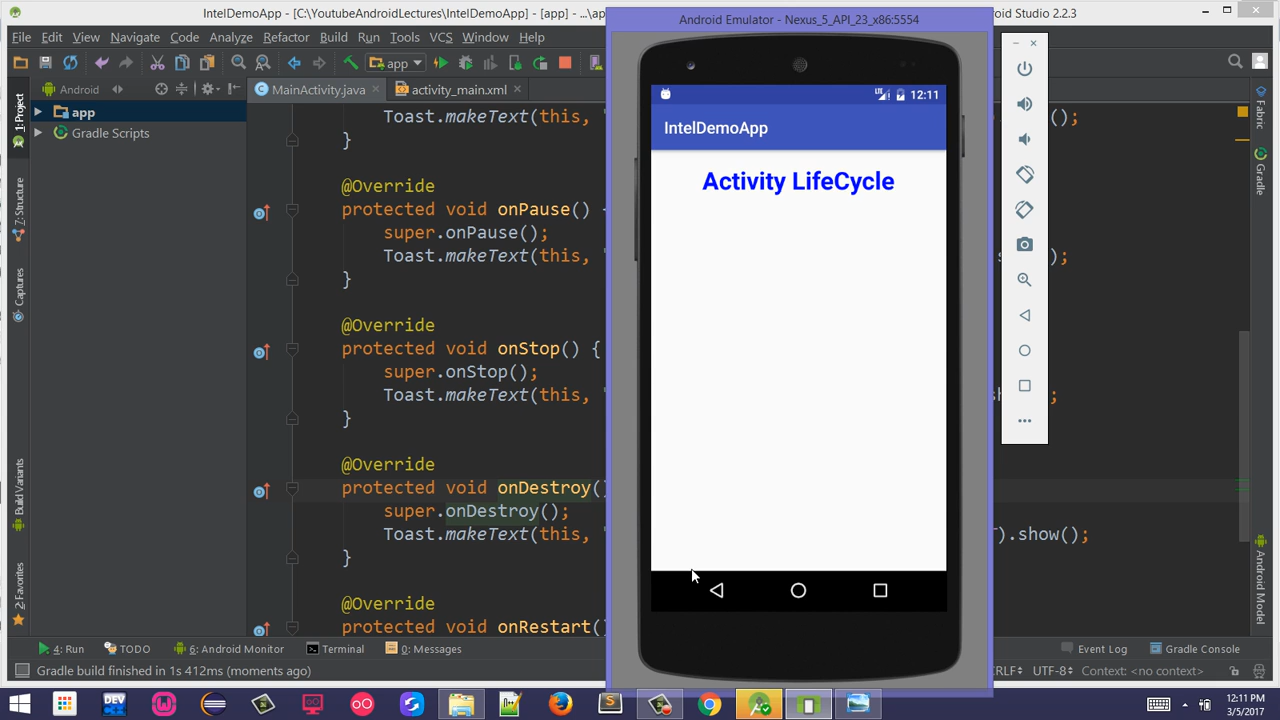 IntelDemoApp - [C:\YoutubeAndroidLectures\IntelDemoApp] - [app] - ...\ap
Android Emulator - Nexus_5_API_23_x86:5554
Studio 2.2.3
File Edit View Navigate Code Analyze Refactor Build Run Tools VCS Window Help
app
Android
MainActivity.java
activity_main.xml
app
Gradle Scripts
1: Project
7: Structure
Captures
Build Variants
2: Favorites
Toast.makeText(this, ();
}
@Override
protected void onPause()
super.onPause();
Toast.makeText(this, );
}
@Override
protected void onStop() {
super.onStop();
Toast.makeText(this, ;
}
@Override
protected void onDestroy()
super.onDestroy();
Toast.makeText(this, ).show();
}
@Override
protected void onRestart()
LTE 12:11
IntelDemoApp
Activity LifeCycle
Fabric
Gradle
Android Model
4: Run TODO 6: Android Monitor Terminal 0: Messages Event Log Gradle Console
Gradle build finished in 1s 412ms (moments ago) CRLF UTF-8 Context: <no context>
DEV
12:11 PM
3/5/2017